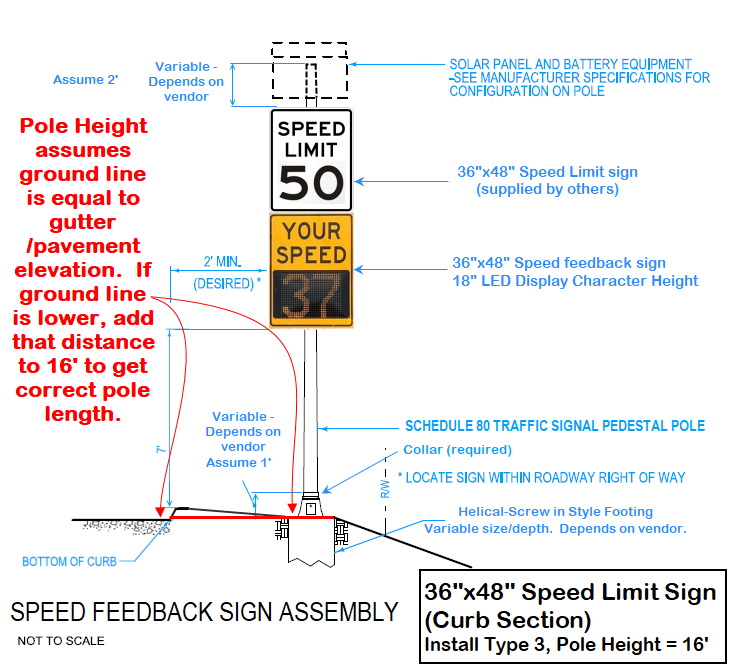 Assume 2'
Variable -
Depends on
vendor
SOLAR PANEL AND BATTERY EQUIPMENT
-SEE MANUFACTURER SPECIFICATIONS FOR
CONFIGURATION ON POLE
Pole Height
assumes
ground line
is equal to
gutter
/pavement
elevation.  If
ground line
is lower, add
that distance
to 16' to get
correct pole
length.
SPEED
LIMIT
50
36"x48" Speed Limit sign
(supplied by others)
YOUR
SPEED
37
2' MIN.
(DESIRED) *
36"x48" Speed feedback sign
18" LED Display Character Height
7'
Variable -
Depends on
vendor
Assume 1'
SCHEDULE 80 TRAFFIC SIGNAL PEDESTAL POLE
Collar (required)
* LOCATE SIGN WITHIN ROADWAY RIGHT OF WAY
R/W
Helical-Screw in Style Footing
Variable size/depth.  Depends on vendor.
BOTTOM OF CURB
SPEED FEEDBACK SIGN ASSEMBLY
NOT TO SCALE
36"x48" Speed Limit Sign
(Curb Section)
Install Type 3, Pole Height = 16'